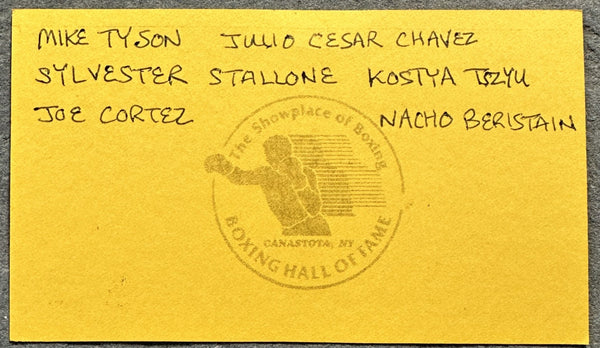 MIKE TYSON JULIO CESAR CHAVEZ
SYLVESTER STALLONE KOSTYA TSZYU
JOE CORTEZ NACHO BERISTAIN
The Showplace of Boxing
CANASTOTA, NY
BOXING HALL OF FAME